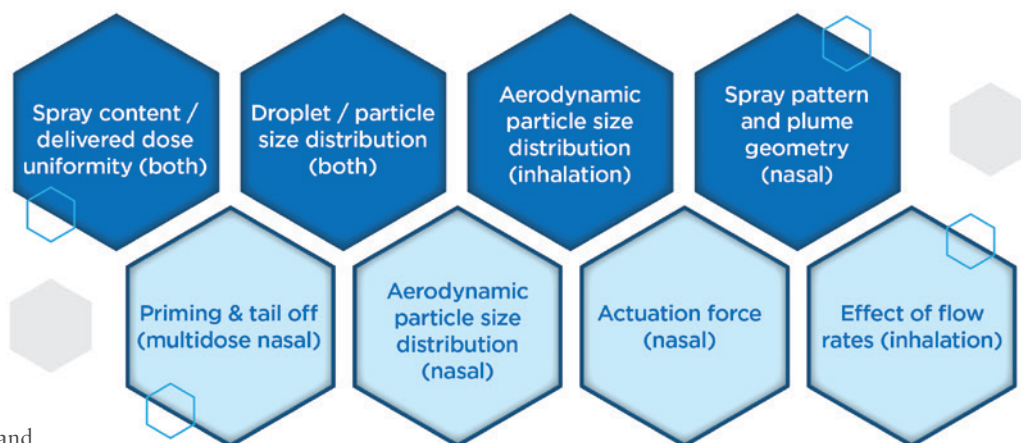 Spray content /
delivered dose
uniformity (both)
Droplet / particle
size distribution
(both)
Aerodynamic
particle size
distribution
(inhalation)
Spray pattern
and plume
geometry
(nasal)
Priming & tail off
(multidose nasal)
Aerodynamic
particle size
distribution
(nasal)
Actuation force
(nasal)
Effect of flow
rates (inhalation)
and